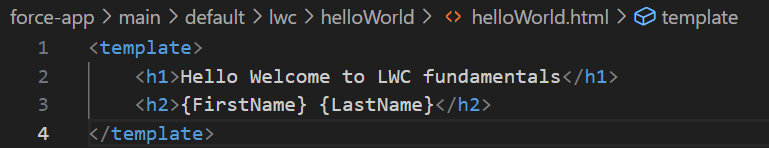 force-app > main > default > lwc > helloWorld > <> helloWorld.html > template
1 <template>
2 <h1>Hello Welcome to LWC fundamentals</h1>
3 <h2>{FirstName} {LastName}</h2>
4 </template>